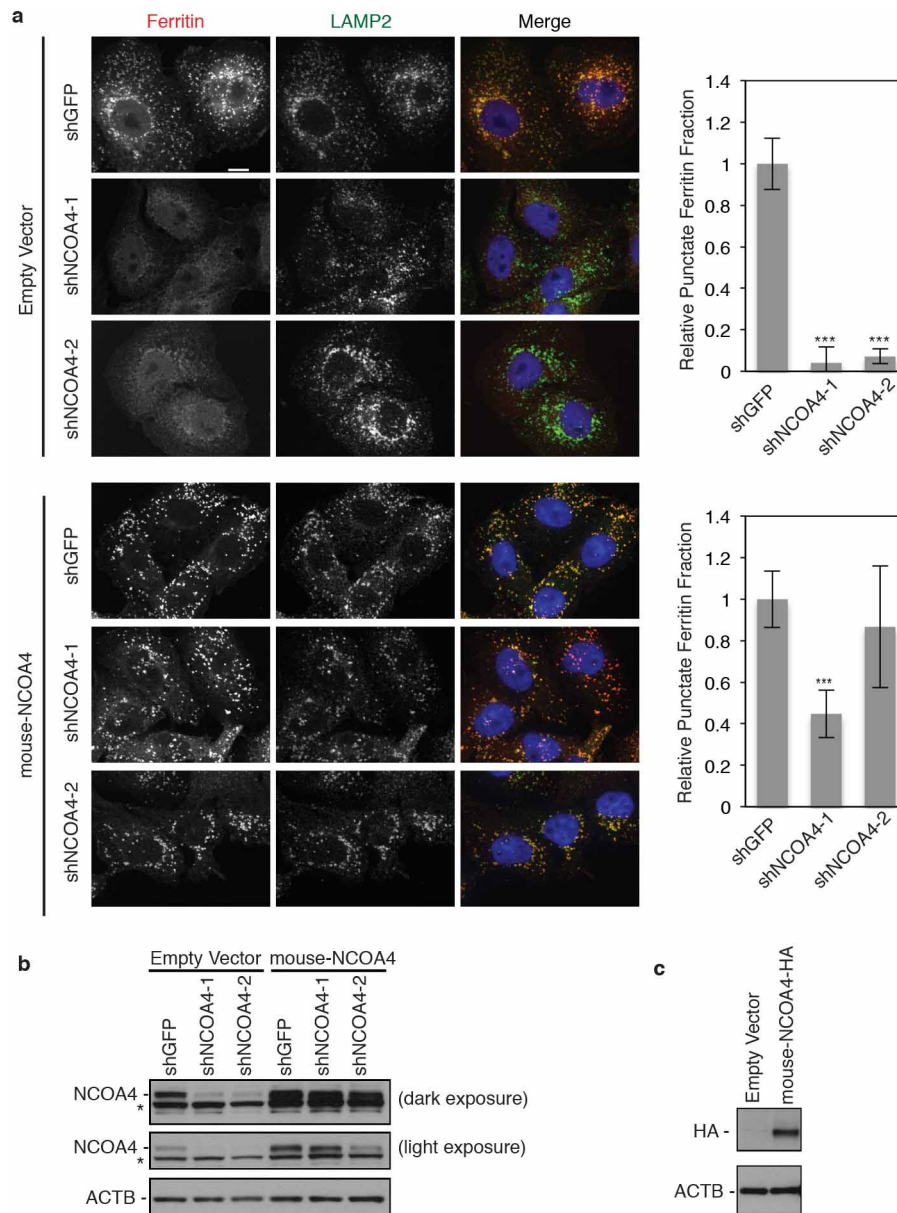 a
Ferritin
LAMP2
Merge
Empty Vector
shGFP
shNCOA4-1
shNCOA4-2
Relative Punctate Ferritin Fraction
1.4
1.2
1
0.8
0.6
0.4
0.2
0
***
***
shGFP
shNCOA4-1
shNCOA4-2
mouse-NCOA4
shGFP
shNCOA4-1
shNCOA4-2
Relative Punctate Ferritin Fraction
1.4
1.2
1
0.8
0.6
0.4
0.2
0
***
shGFP
shNCOA4-1
shNCOA4-2
b
Empty Vector
mouse-NCOA4
shGFP
shNCOA4-1
shNCOA4-2
shGFP
shNCOA4-1
shNCOA4-2
NCOA4 -
*
(dark exposure)
NCOA4 -
*
(light exposure)
ACTB -
c
Empty Vector
mouse-NCOA4-HA
HA -
ACTB -